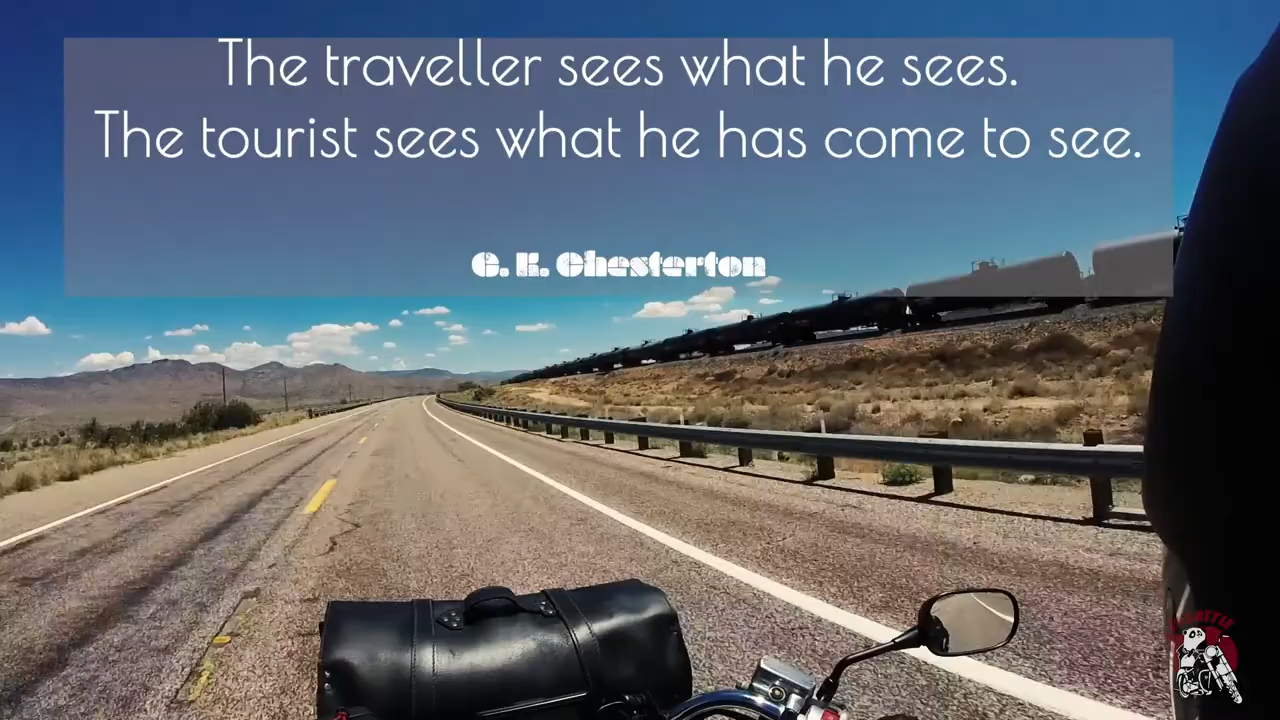 The traveller sees what he sees.
The tourist sees what he has come to see.
G. K. Chesterton